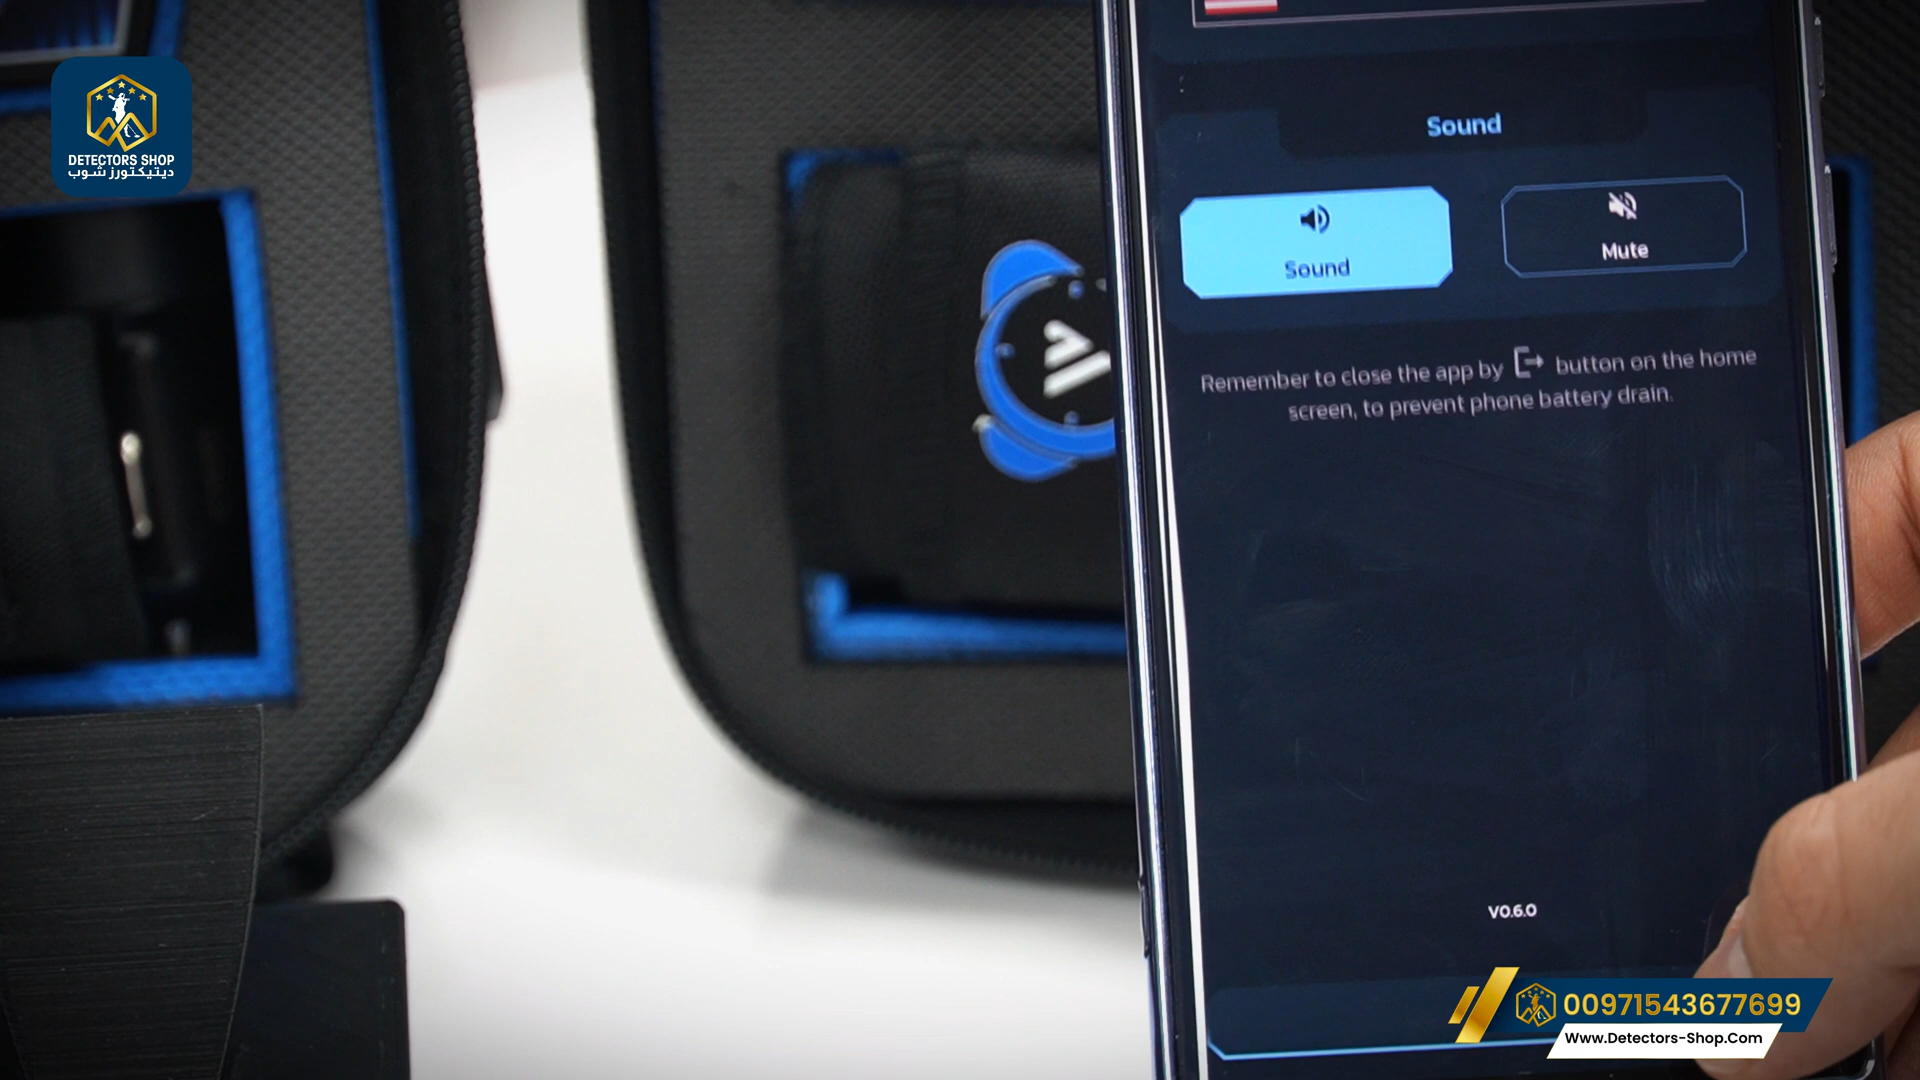 DETECTORS SHOP
ديتيكتورز شوب
Sound
Sound
Mute
Remember to close the app by button on the home
screen, to prevent phone battery drain.
V0.6.0
00971543677699
Www.Detectors-Shop.Com